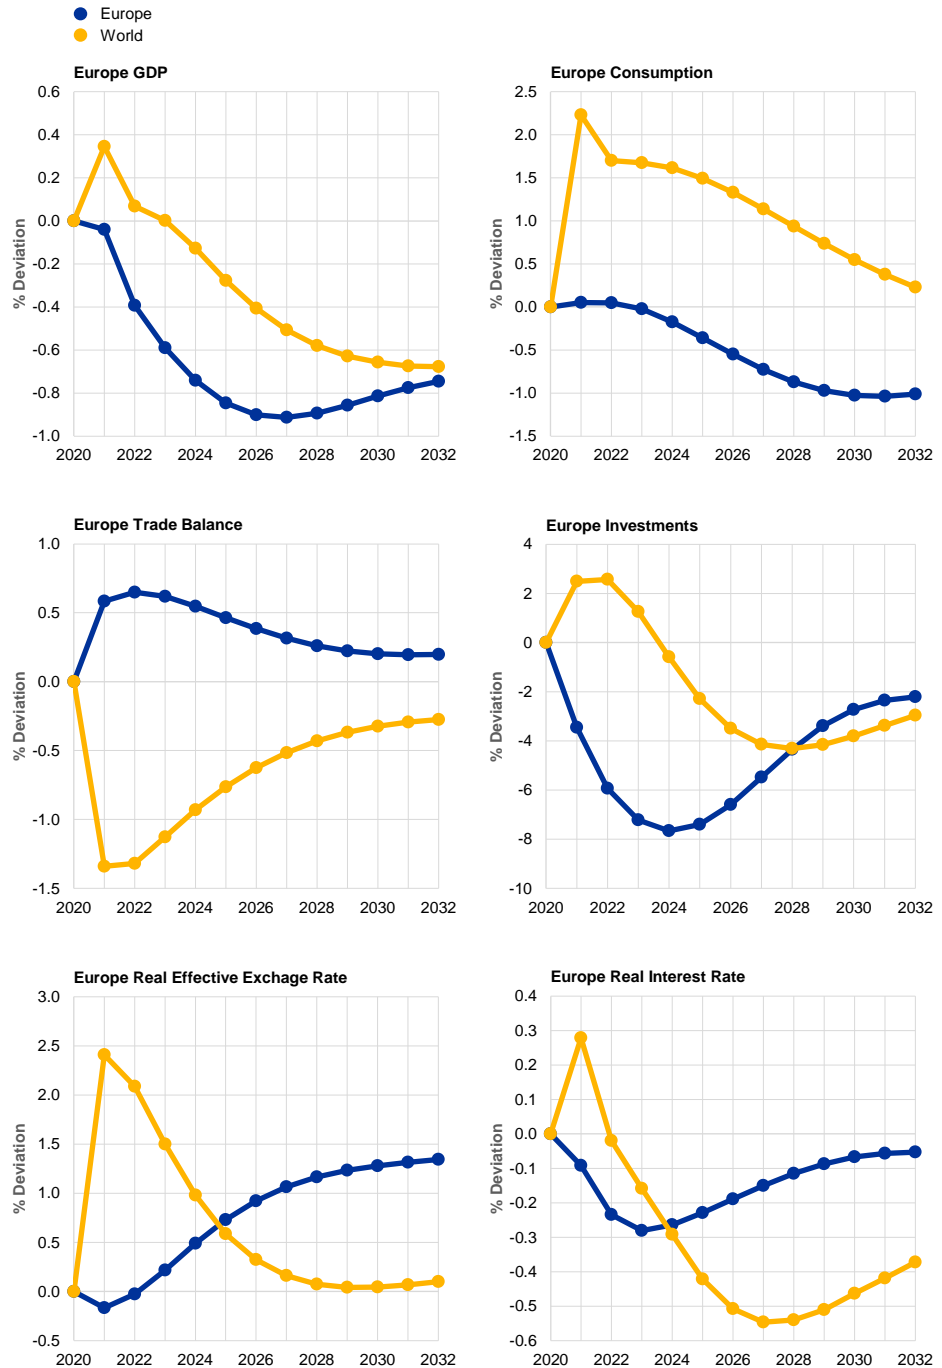 Europe
World
Europe GDP
% Deviation
0.6
0.4
0.2
0.0
-0.2
-0.4
-0.6
-0.8
-1.0
2020 2022 2024 2026 2028 2030 2032
Europe Consumption
% Deviation
2.5
2.0
1.5
1.0
0.5
0.0
-0.5
-1.0
-1.5
2020 2022 2024 2026 2028 2030 2032
Europe Trade Balance
% Deviation
1.0
0.5
0.0
-0.5
-1.0
-1.5
2020 2022 2024 2026 2028 2030 2032
Europe Investments
% Deviation
4
2
0
-2
-4
-6
-8
-10
2020 2022 2024 2026 2028 2030 2032
Europe Real Effective Exchage Rate
% Deviation
3.0
2.5
2.0
1.5
1.0
0.5
0.0
-0.5
2020 2022 2024 2026 2028 2030 2032
Europe Real Interest Rate
% Deviation
0.4
0.3
0.2
0.1
0.0
-0.1
-0.2
-0.3
-0.4
-0.5
-0.6
2020 2022 2024 2026 2028 2030 2032